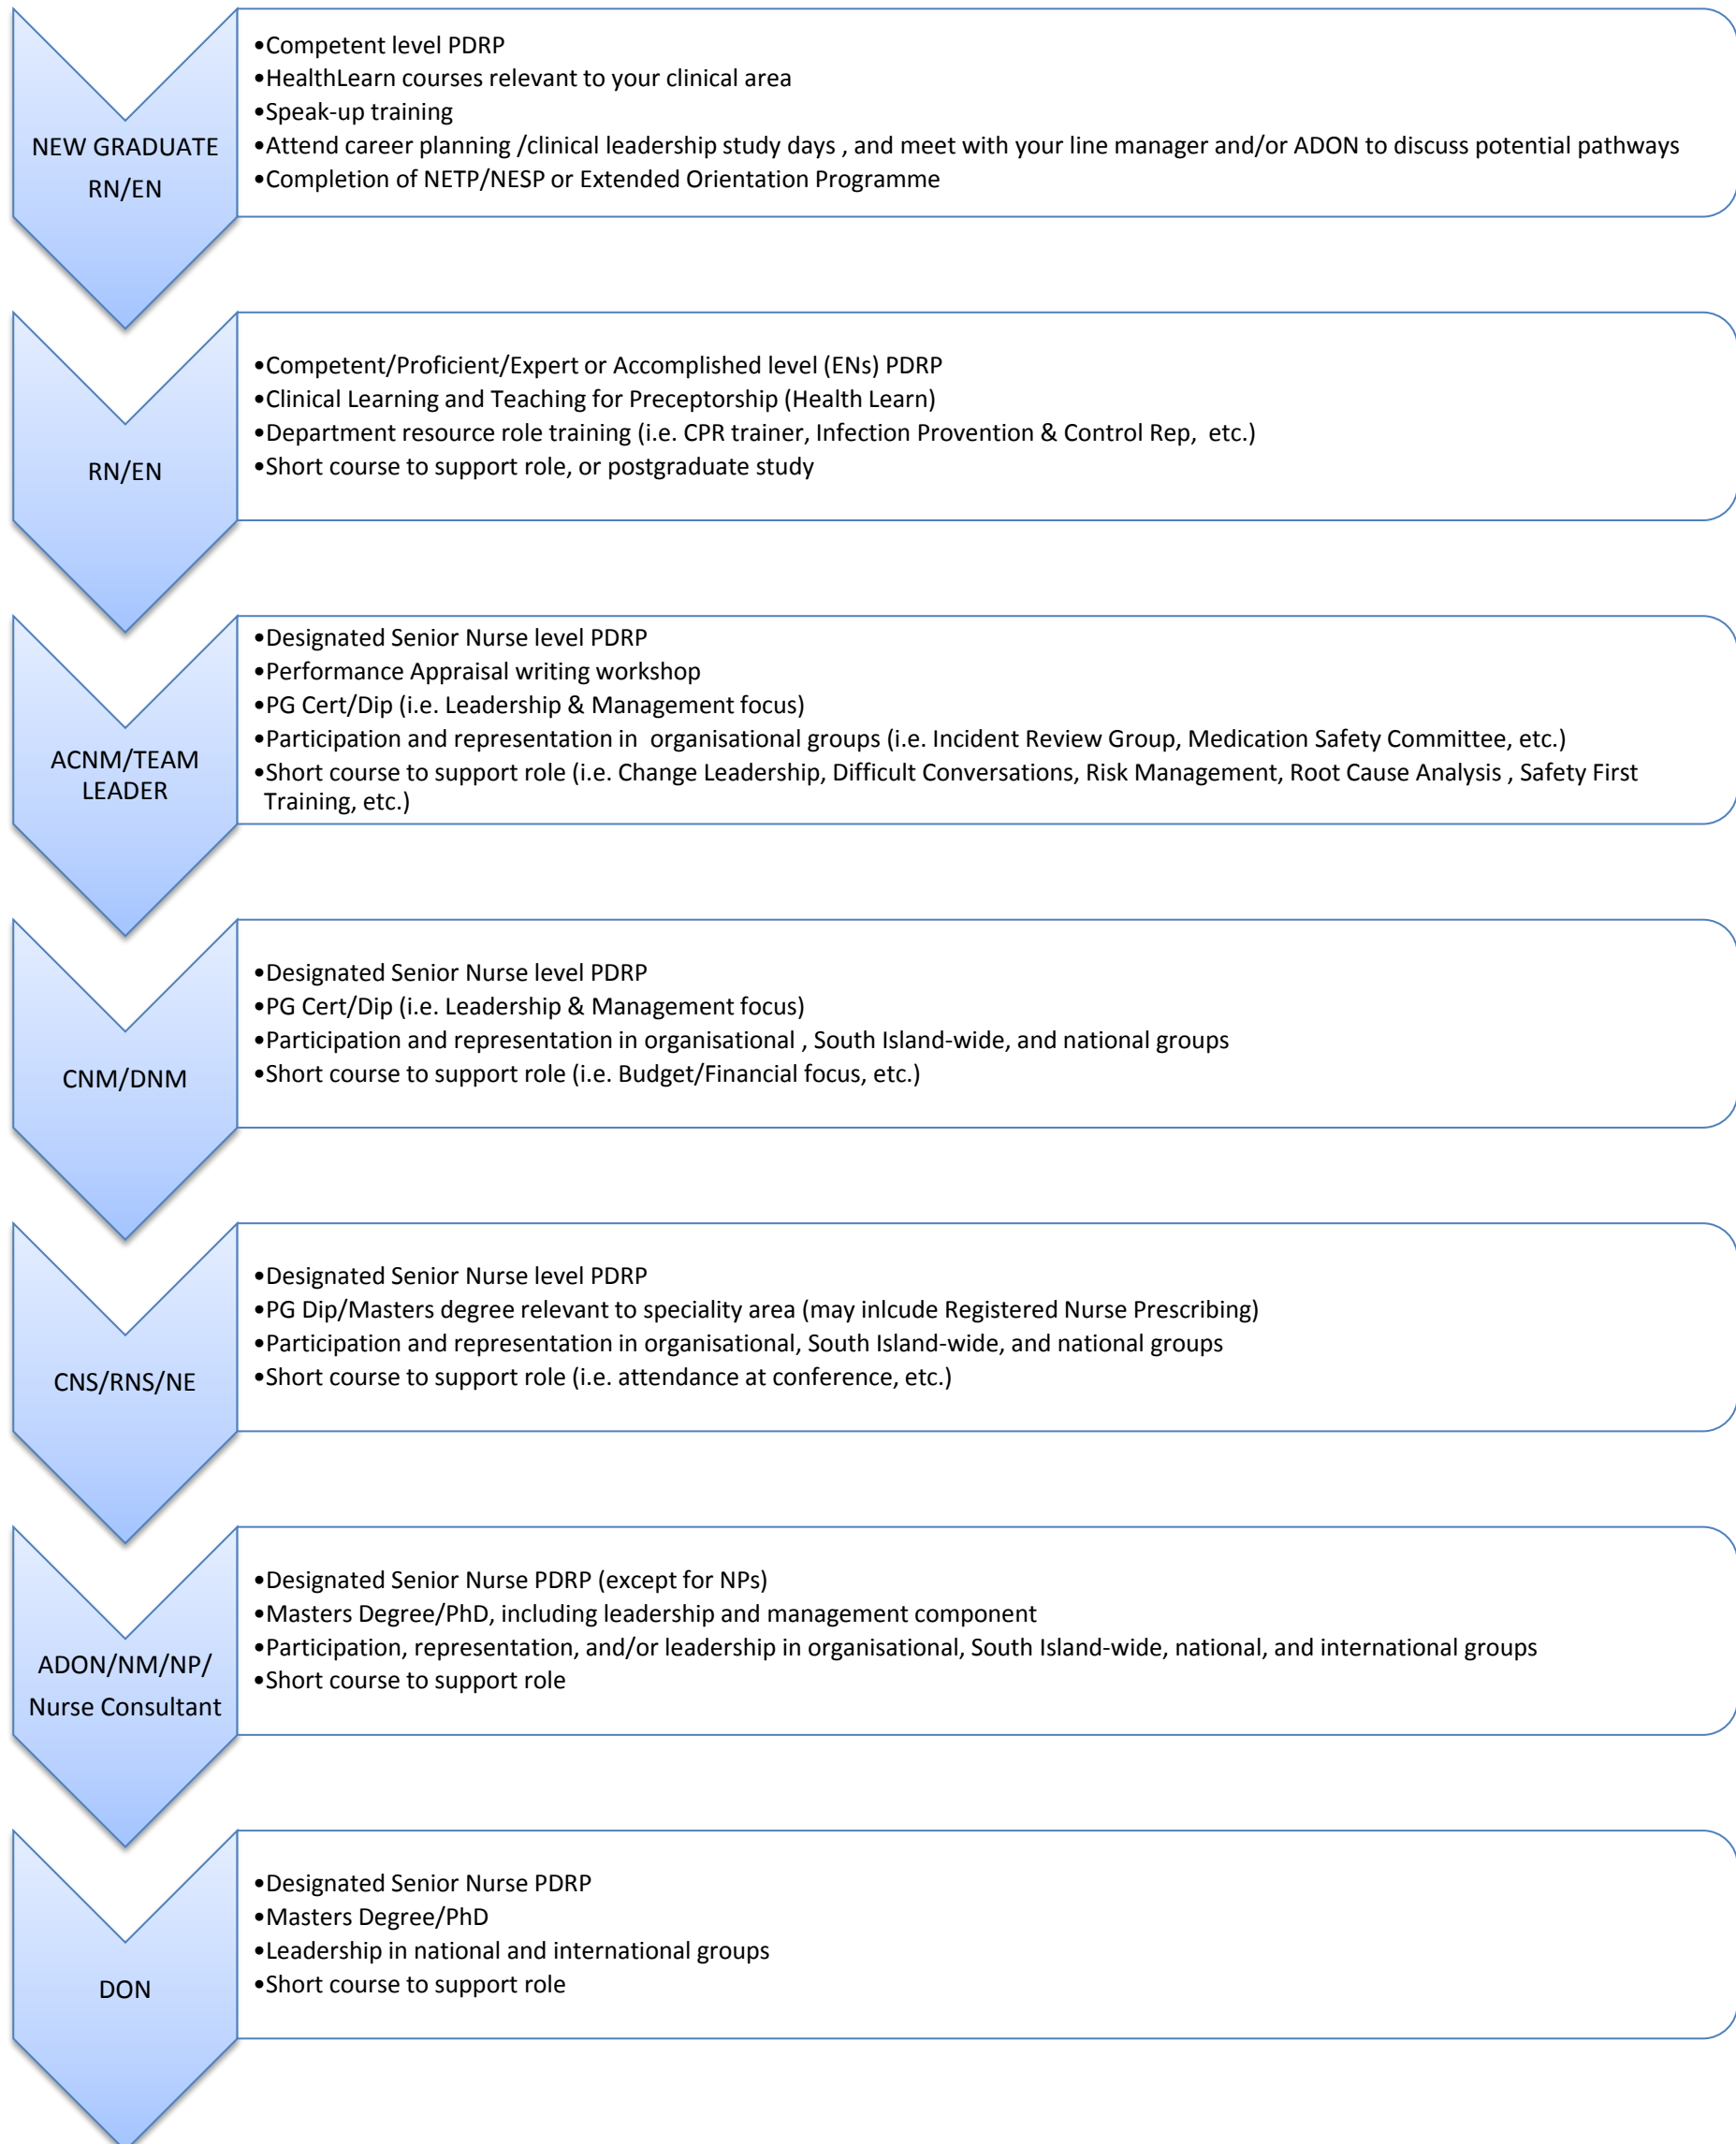 NEW GRADUATE
RN/EN
•Competent level PDRP
•HealthLearn courses relevant to your clinical area
•Speak-up training
•Attend career planning /clinical leadership study days , and meet with your line manager and/or ADON to discuss potential pathways
•Completion of NETP/NESP or Extended Orientation Programme
RN/EN
•Competent/Proficient/Expert or Accomplished level (ENs) PDRP
•Clinical Learning and Teaching for Preceptorship (Health Learn)
•Department resource role training (i.e. CPR trainer, Infection Provention & Control Rep,  etc.)
•Short course to support role, or postgraduate study
ACNM/TEAM
LEADER
•Designated Senior Nurse level PDRP
•Performance Appraisal writing workshop
•PG Cert/Dip (i.e. Leadership & Management focus)
•Participation and representation in  organisational groups (i.e. Incident Review Group, Medication Safety Committee, etc.)
•Short course to support role (i.e. Change Leadership, Difficult Conversations, Risk Management, Root Cause Analysis , Safety First
Training, etc.)
CNM/DNM
•Designated Senior Nurse level PDRP
•PG Cert/Dip (i.e. Leadership & Management focus)
•Participation and representation in organisational , South Island-wide, and national groups
•Short course to support role (i.e. Budget/Financial focus, etc.)
CNS/RNS/NE
•Designated Senior Nurse level PDRP
•PG Dip/Masters degree relevant to speciality area (may inlcude Registered Nurse Prescribing)
•Participation and representation in organisational, South Island-wide, and national groups
•Short course to support role (i.e. attendance at conference, etc.)
ADON/NM/NP/
Nurse Consultant
•Designated Senior Nurse PDRP (except for NPs)
•Masters Degree/PhD, including leadership and management component
•Participation, representation, and/or leadership in organisational, South Island-wide, national, and international groups
•Short course to support role
DON
•Designated Senior Nurse PDRP
•Masters Degree/PhD
•Leadership in national and international groups
•Short course to support role